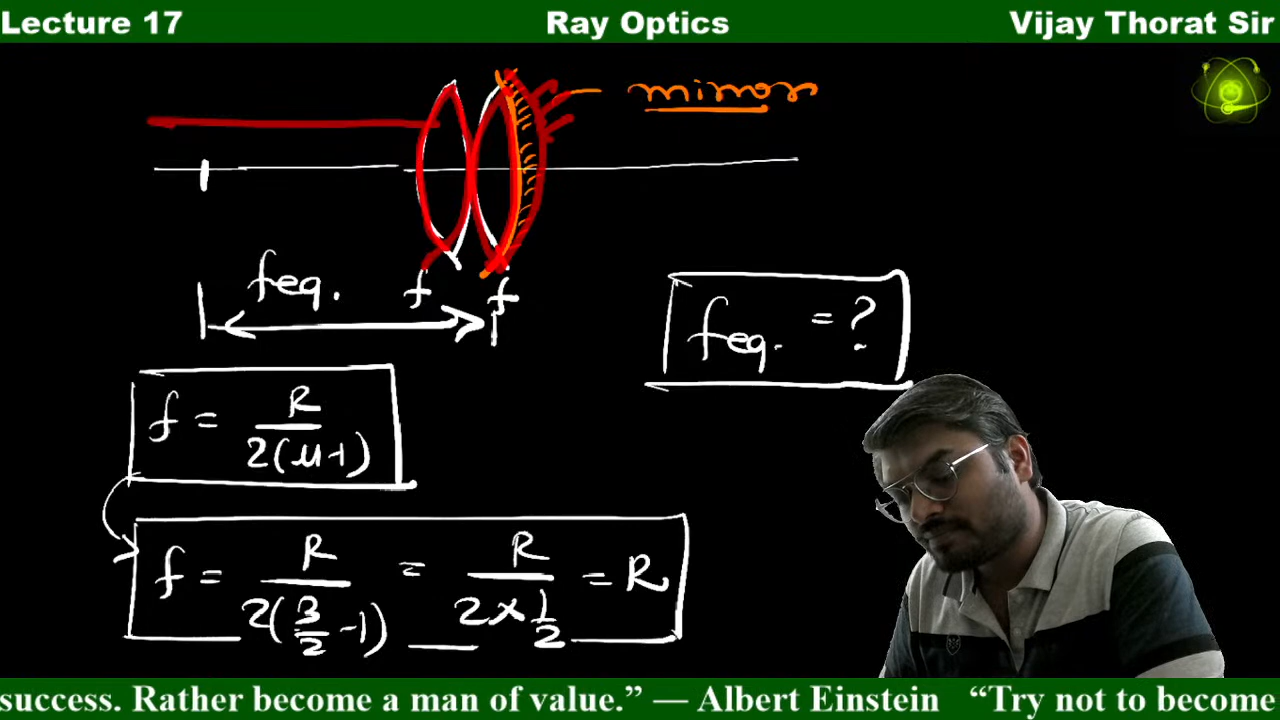 Lecture 17
Ray Optics
Vijay Thorat Sir
mirror
feq.
f
f
feq. = ?
f = R / 2(μ-1)
f = R / 2(3/2 -1) = R / 2×1/2 = R
success. Rather become a man of value.” — Albert Einstein “Try not to become